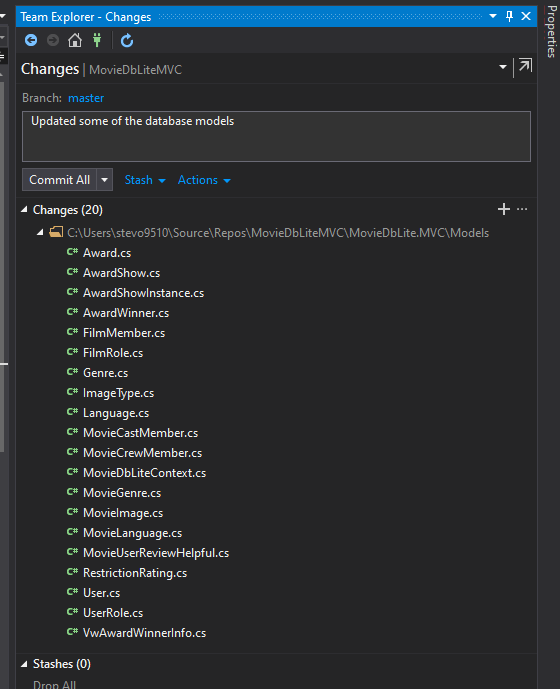 Team Explorer - Changes
Properties
Changes | MovieDbLiteMVC
Branch: master
Updated some of the database models
Commit All Stash Actions
Changes (20)
C:\Users\stevo9510\Source\Repos\MovieDbLiteMVC\MovieDbLite.MVC\Models
C# Award.cs
C# AwardShow.cs
C# AwardShowInstance.cs
C# AwardWinner.cs
C# FilmMember.cs
C# FilmRole.cs
C# Genre.cs
C# ImageType.cs
C# Language.cs
C# MovieCastMember.cs
C# MovieCrewMember.cs
C# MovieDbLiteContext.cs
C# MovieGenre.cs
C# MovieImage.cs
C# MovieLanguage.cs
C# MovieUserReviewHelpful.cs
C# RestrictionRating.cs
C# User.cs
C# UserRole.cs
C# VwAwardWinnerInfo.cs
Stashes (0)
Drop All